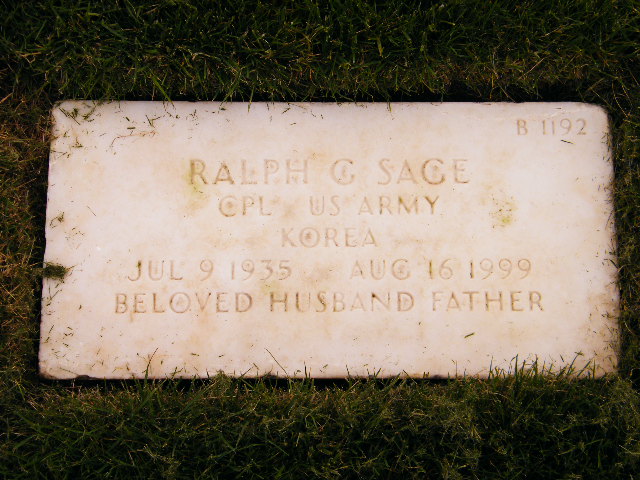 B 1192
RALPH G SAGE
CPL US ARMY
KOREA
JUL 9 1935 AUG 16 1999
BELOVED HUSBAND FATHER